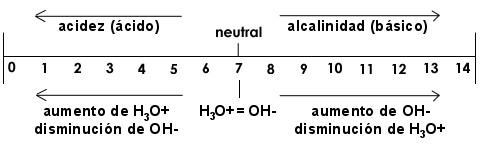 acidez (ácido)
neutral
alcalinidad (básico)
0 1 2 3 4 5 6 7 8 9 10 11 12 13 14
aumento de H₃O+
disminución de OH-
H₃O+ = OH-
aumento de OH-
disminución de H₃O+